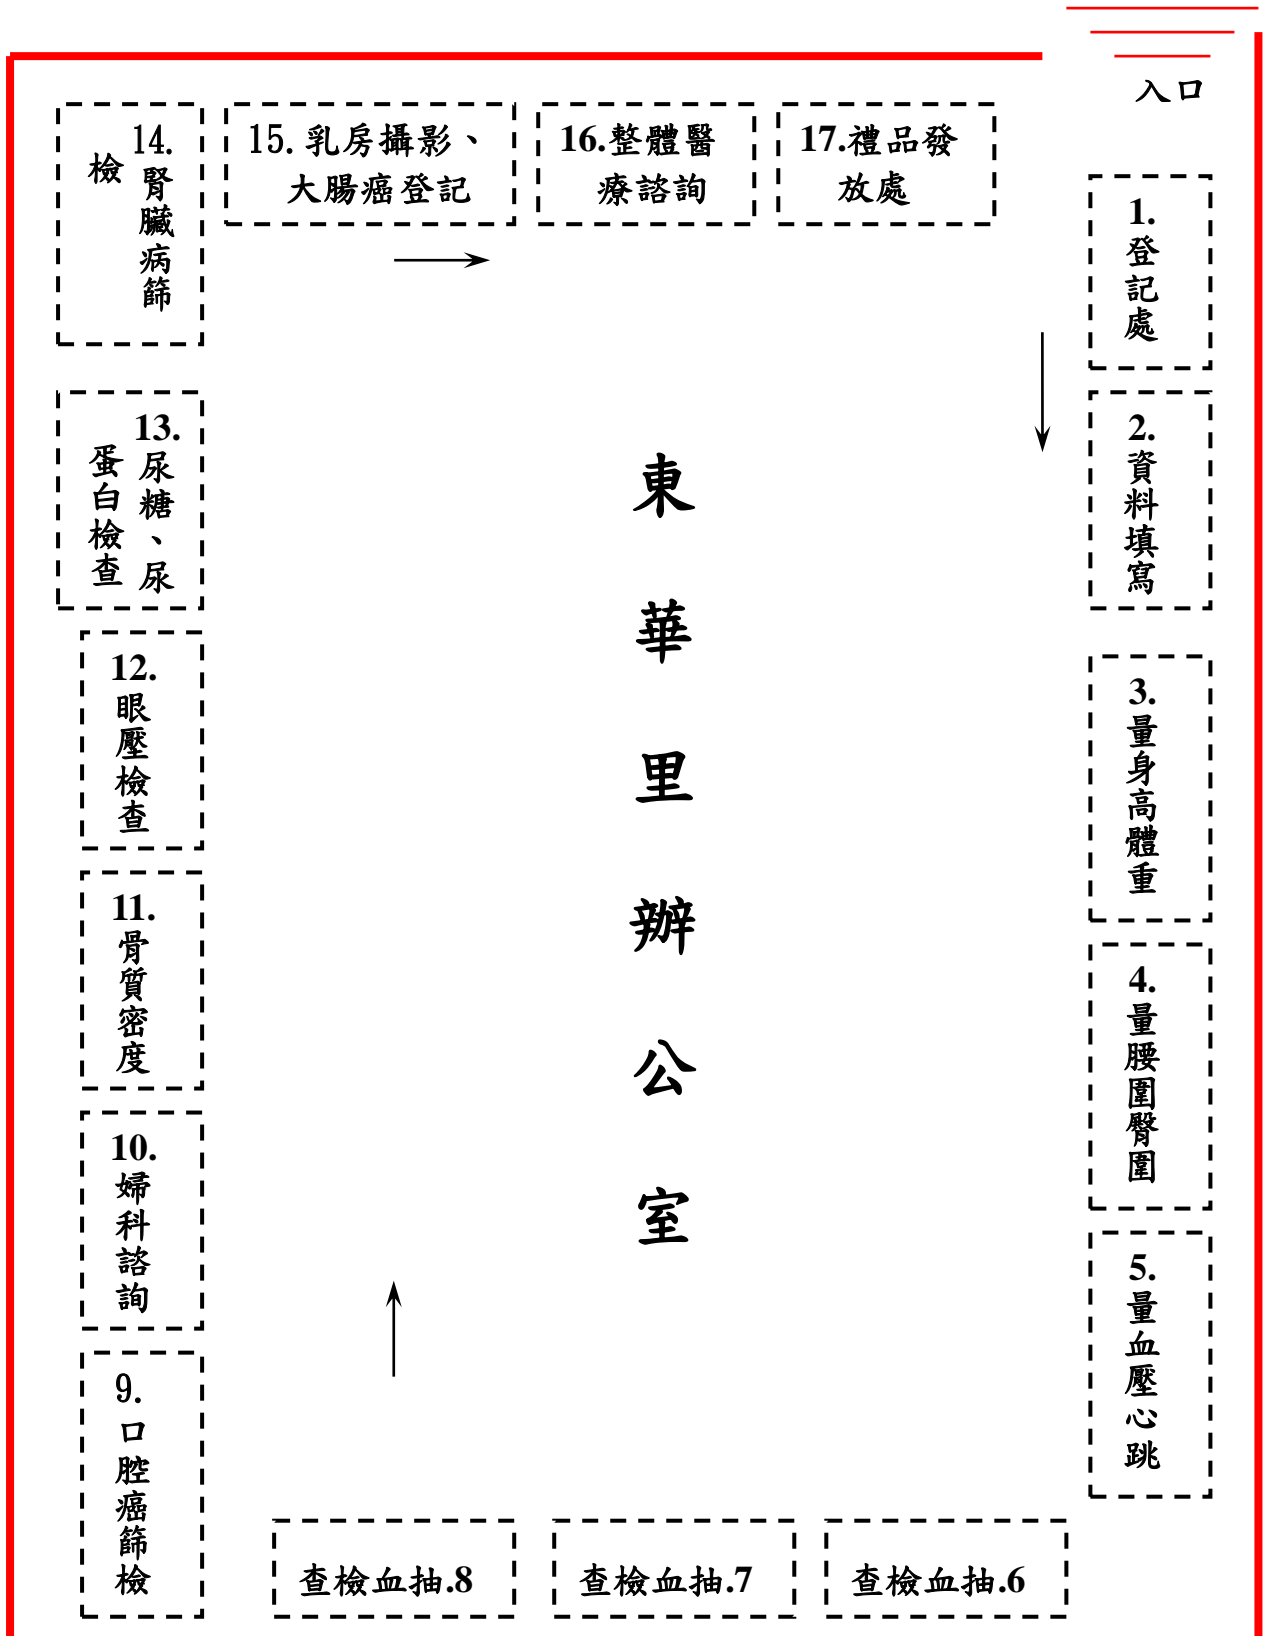 入口
1.登記處
2.資料填寫
3.量身高體重
4.量腰圍臀圍
5.量血壓心跳
查檢血抽.6
查檢血抽.7
查檢血抽.8
9.口腔癌篩檢
10.婦科諮詢
11.骨質密度
12.眼壓檢查
13.尿糖、尿
蛋白檢查
14.腎臟病篩
檢
15.乳房攝影、
大腸癌登記
16.整體醫
療諮詢
17.禮品發
放處
東華里辦公室